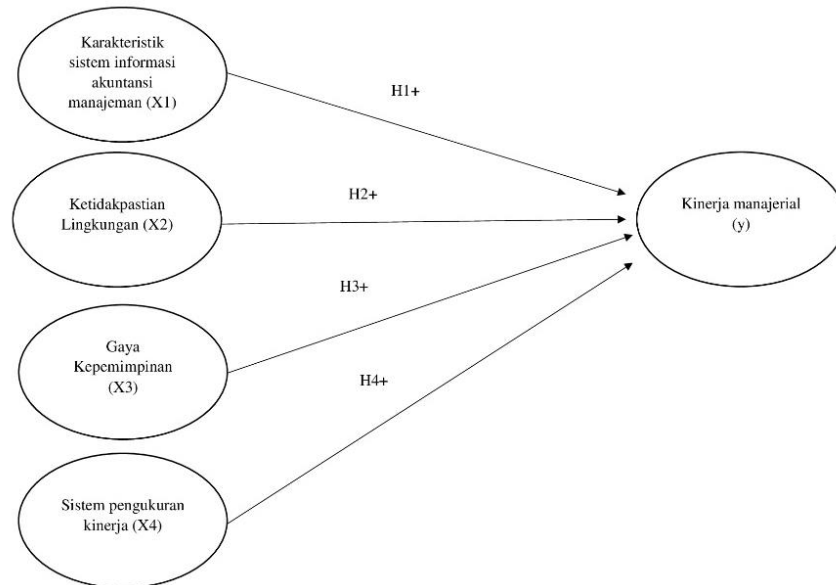 Karakteristik
sistem informasi
akuntansi
manajeman (X1)
H1+
Ketidakpastian
Lingkungan (X2)
H2+
Kinerja manajerial
(y)
Gaya
Kepemimpinan
(X3)
H3+
H4+
Sistem pengukuran
kinerja (X4)